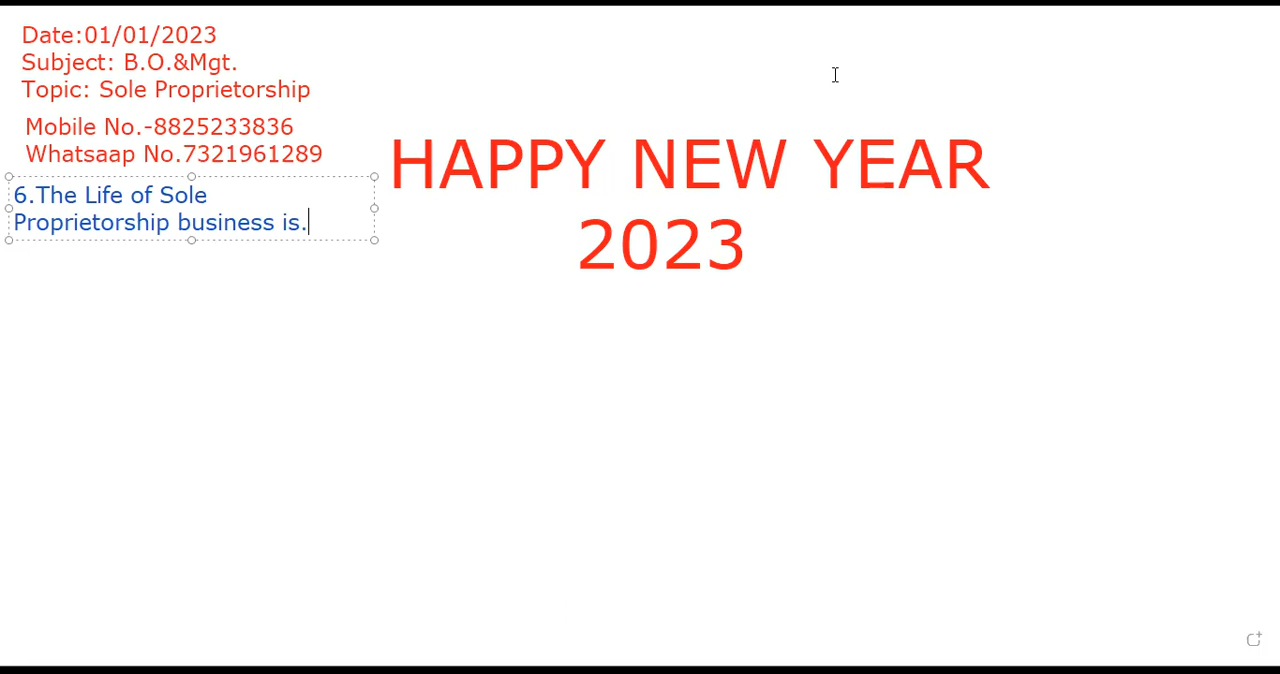 Date:01/01/2023
Subject: B.O.&Mgt.
Topic: Sole Proprietorship
Mobile No.-8825233836
Whatsaap No.7321961289
HAPPY NEW YEAR
2023
6.The Life of Sole
Proprietorship business is.